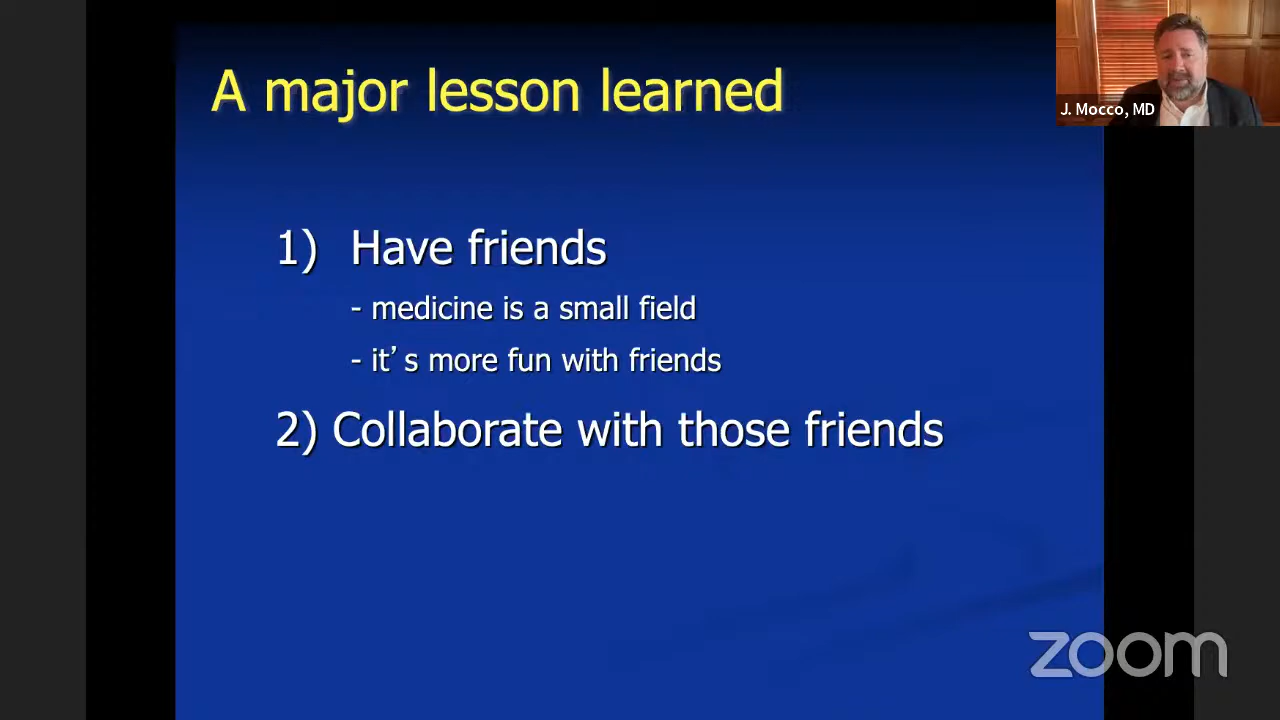 A major lesson learned
J. Mocco, MD
1) Have friends
- medicine is a small field
- it’s more fun with friends
2) Collaborate with those friends
zoom